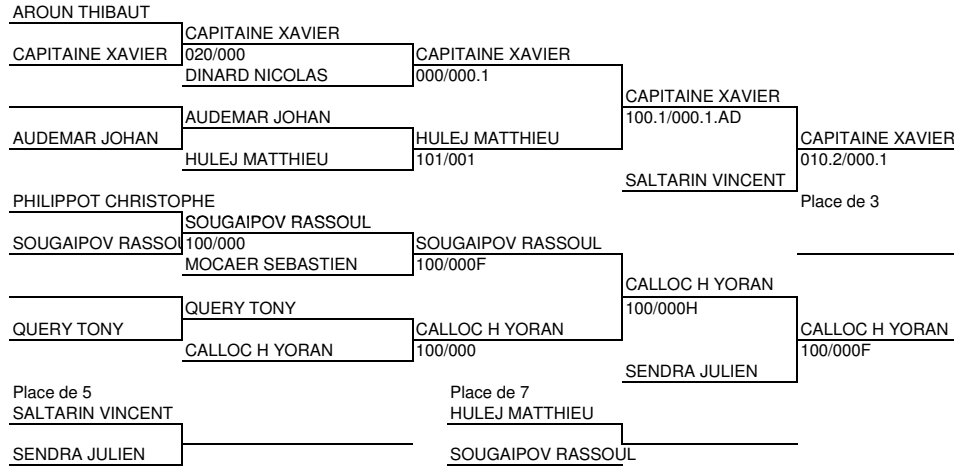 AROUN THIBAUT
CAPITAINE XAVIER
CAPITAINE XAVIER 020/000 CAPITAINE XAVIER
DINARD NICOLAS 000/000.1
CAPITAINE XAVIER
AUDEMAR JOHAN 100.1/000.1.AD
AUDEMAR JOHAN HULEJ MATTHIEU CAPITAINE XAVIER
HULEJ MATTHIEU 101/001 010.2/000.1
SALTARIN VINCENT
PHILIPPOT CHRISTOPHE Place de 3
SOUGAIPOV RASSOUL
SOUGAIPOV RASSOU 100/000 SOUGAIPOV RASSOUL
MOCAER SEBASTIEN 100/000F
CALLOC H YORAN
QUERY TONY 100/000H
QUERY TONY CALLOC H YORAN CALLOC H YORAN
CALLOC H YORAN 100/000 100/000F
SENDRA JULIEN
Place de 5 Place de 7
SALTARIN VINCENT HULEJ MATTHIEU
SENDRA JULIEN SOUGAIPOV RASSOUL